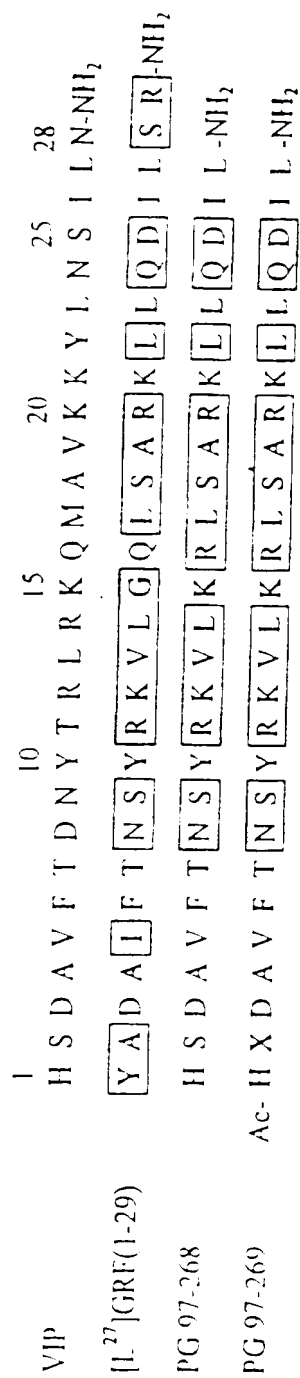 1 10 15 20 25 28
VIP H S D A V F T D N Y T R L R K Q M A V K K Y L N S I L N-NH2
[L27]GRF(1-29) Y A D A I F T N S Y R K V L G Q L S A R K L L Q D I L S R-NH2
PG 97-268 H S D A V F T N S Y R K V L K R L S A R K L L Q D I L -NH2
PG 97-269 Ac- H X D A V F T N S Y R K V L K R L S A R K L L Q D I L -NH2